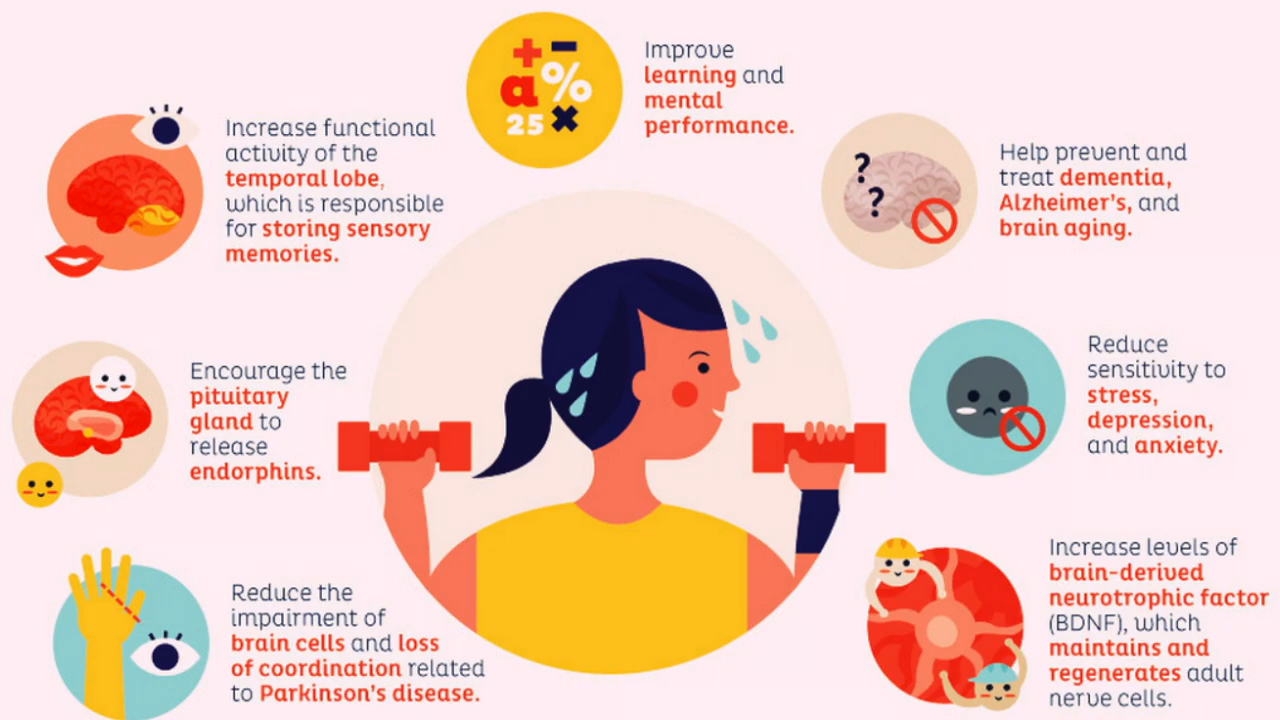 + −
a %
25 ×
Improve
learning and
mental
performance.
Increase functional
activity of the
temporal lobe,
which is responsible
for storing sensory
memories.
? 
?
Help prevent and
treat dementia,
Alzheimer's, and
brain aging.
Encourage the
pituitary
gland to
release
endorphins.
Reduce
sensitivity to
stress,
depression,
and anxiety.
Reduce the
impairment of
brain cells and loss
of coordination related
to Parkinson's disease.
Increase levels of
brain-derived
neurotrophic factor
(BDNF), which
maintains and
regenerates adult
nerve cells.